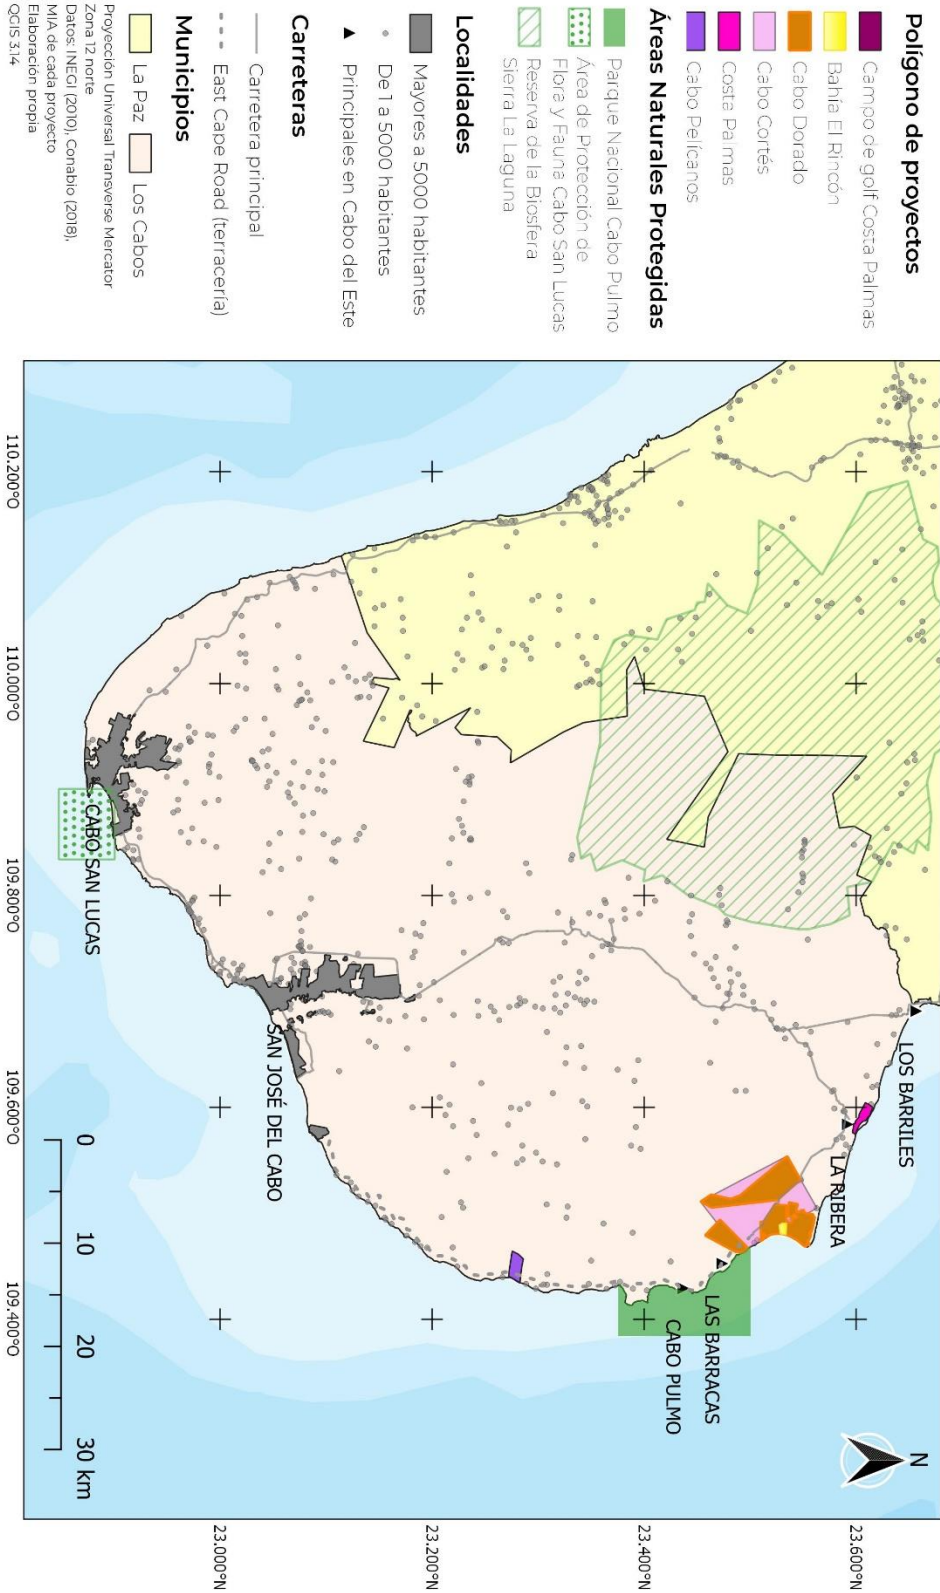 Polígono de proyectos
Campo de golf Costa Palmas
Bahía El Rincón
Cabo Dorado
Cabo Cortés
Costa Palmas
Cabo Pelícanos
Áreas Naturales Protegidas
Parque Nacional Cabo Pulmo
Área de Protección de
Flora y Fauna Cabo San Lucas
Reserva de la Biosfera
Sierra La Laguna
Localidades
Mayores a 5000 habitantes
De 1 a 5000 habitantes
Principales en Cabo del Este
Carreteras
Carretera principal
East Cape Road (terracería)
Municipios
La Paz
Los Cabos
Proyección Universal Transverse Mercator
Zona 12 norte
Datos: INEGI (2010), Conabio (2018),
MIA de cada proyecto
Elaboración propia
QGIS 3.14
N
LOS BARRILES
LA RIBERA
LAS BARRACAS
CABO PULMO
SAN JOSÉ DEL CABO
CABO SAN LUCAS
23.600°N
23.400°N
23.200°N
23.000°N
0 10 20 30 km
110.200°O 110.000°O 109.800°O 109.600°O 109.400°O